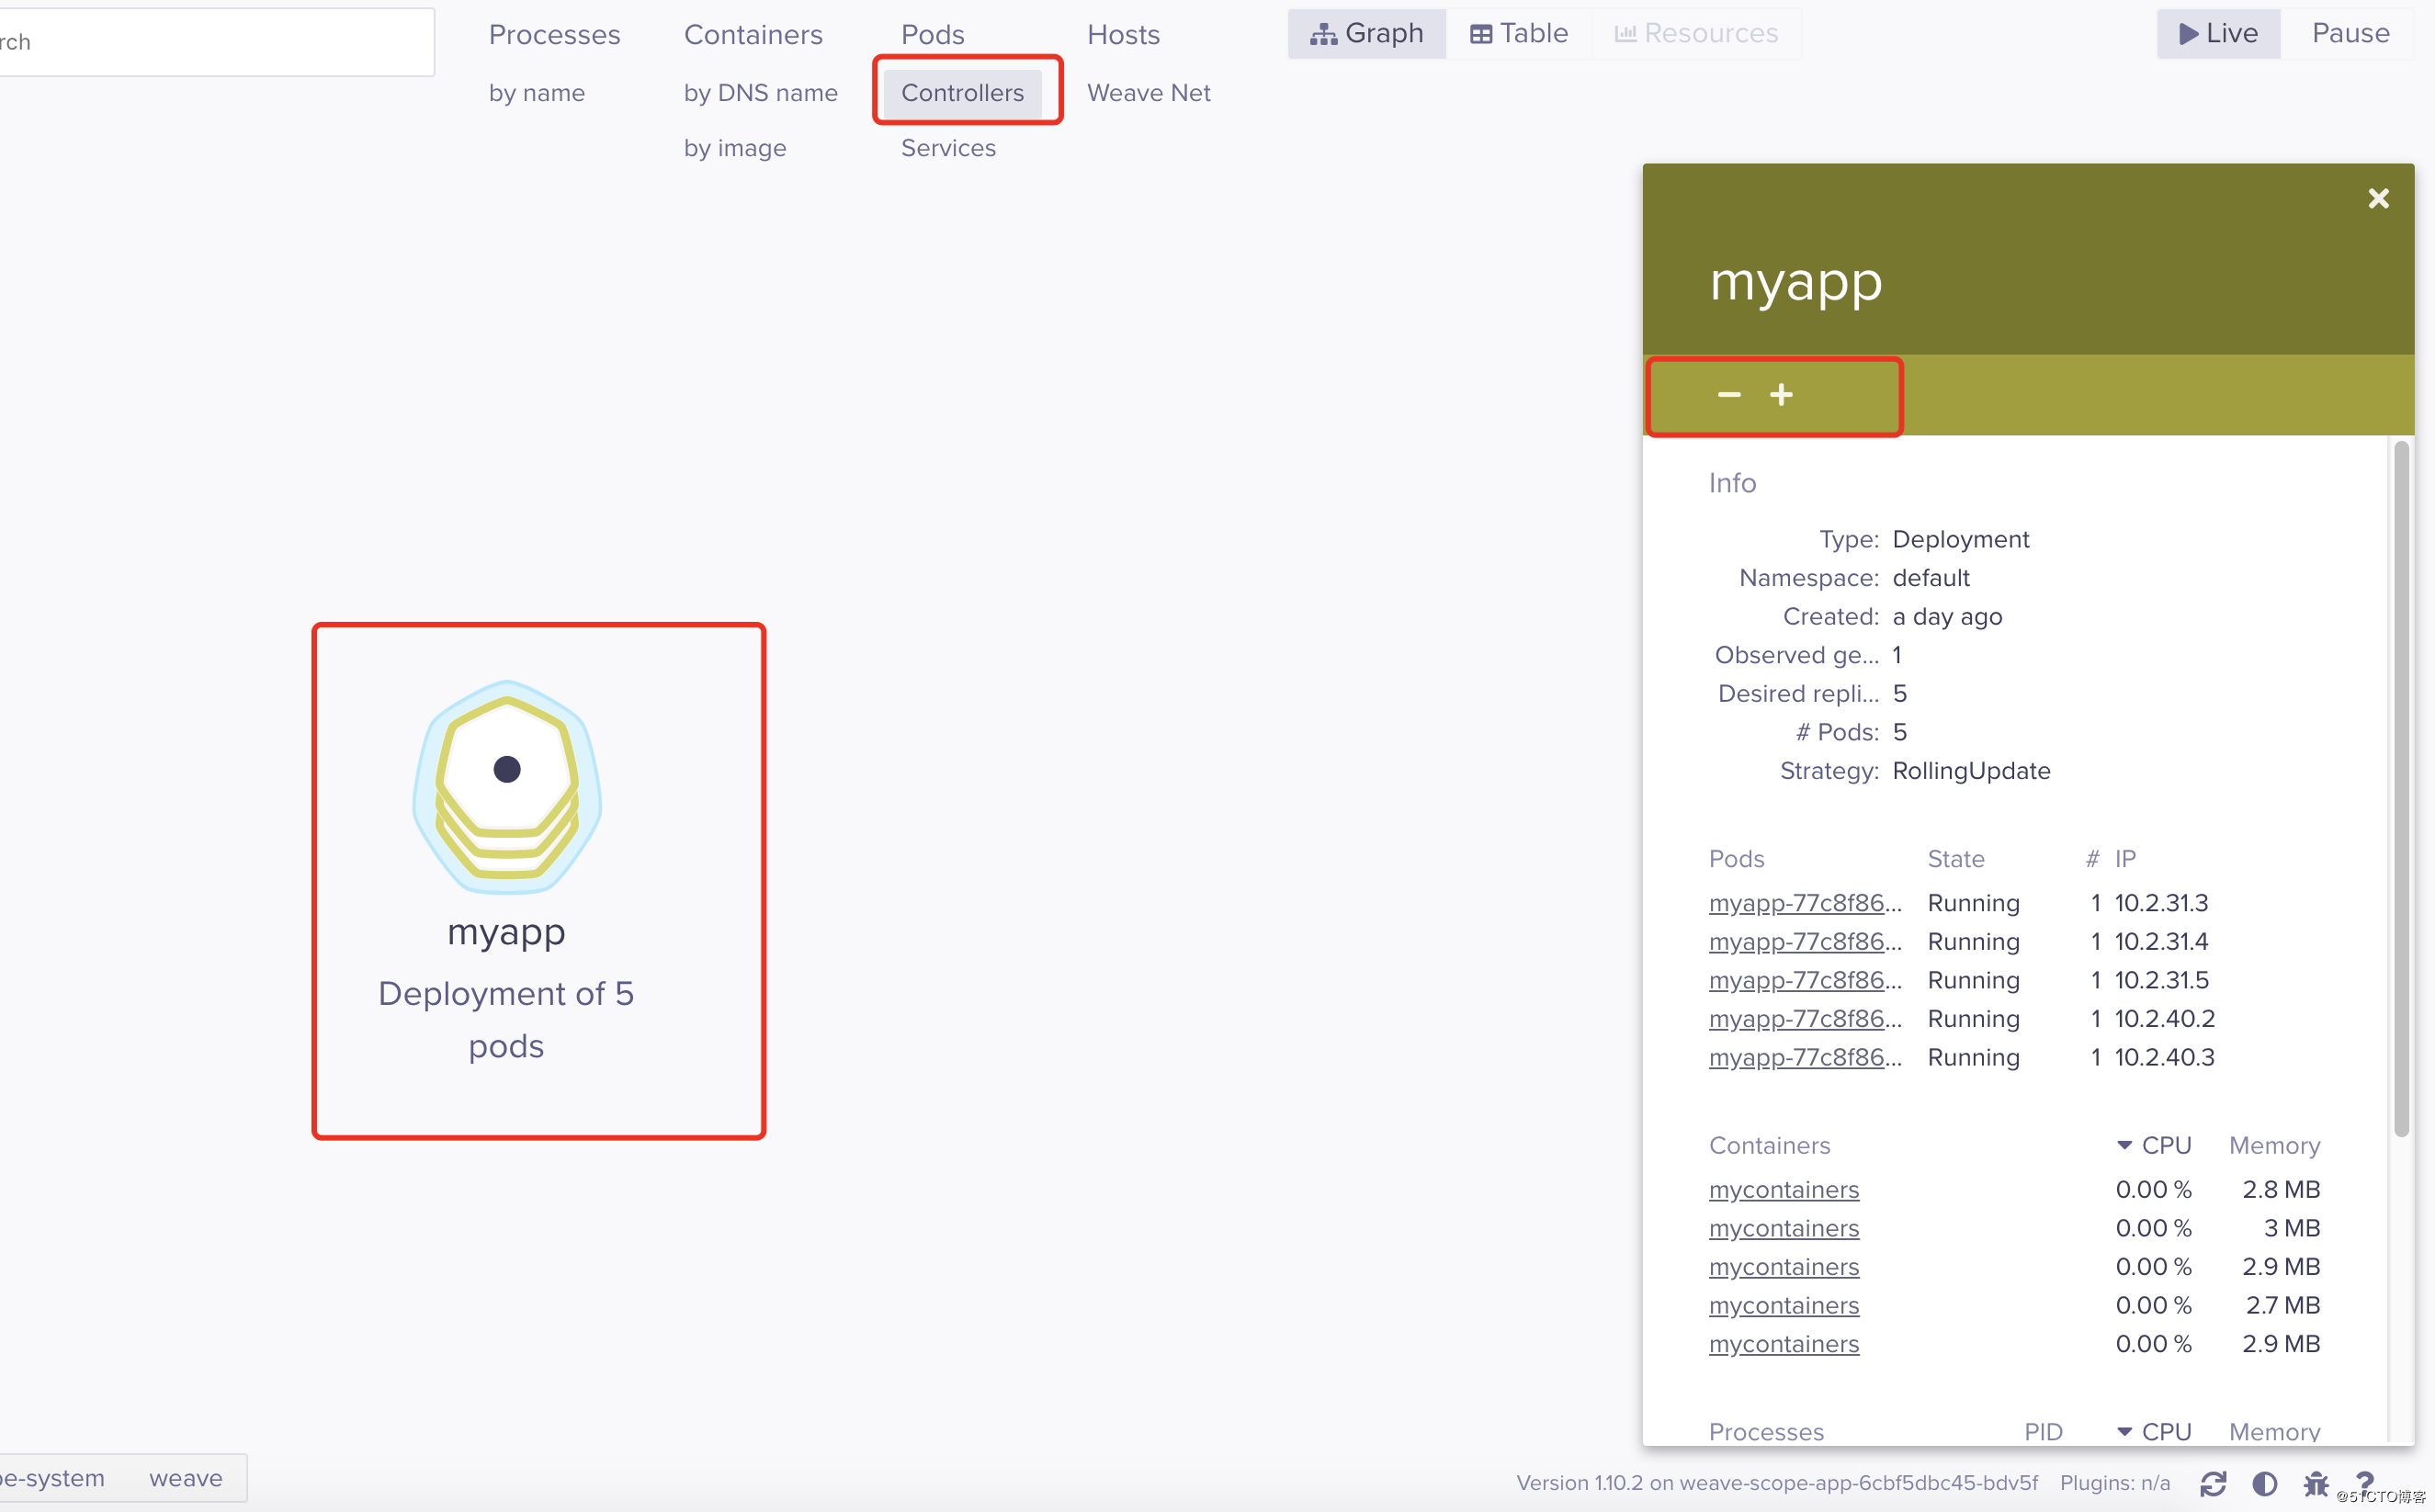 rch
Processes Containers Pods Hosts
Graph Table Resources
Live Pause
by name by DNS name Controllers Weave Net
by image Services
myapp
Deployment of 5
pods
myapp
Info
Type: Deployment
Namespace: default
Created: a day ago
Observed ge... 1
Desired repli... 5
# Pods: 5
Strategy: RollingUpdate
Pods State # IP
myapp-77c8f86... Running 1 10.2.31.3
myapp-77c8f86... Running 1 10.2.31.4
myapp-77c8f86... Running 1 10.2.31.5
myapp-77c8f86... Running 1 10.2.40.2
myapp-77c8f86... Running 1 10.2.40.3
Containers CPU Memory
mycontainers 0.00 % 2.8 MB
mycontainers 0.00 % 3 MB
mycontainers 0.00 % 2.9 MB
mycontainers 0.00 % 2.7 MB
mycontainers 0.00 % 2.9 MB
Processes PID CPU Memory
be-system weave
Version 1.10.2 on weave-scope-app-6cbf5dbc45-bdv5f Plugins: n/a
@51CTO博客